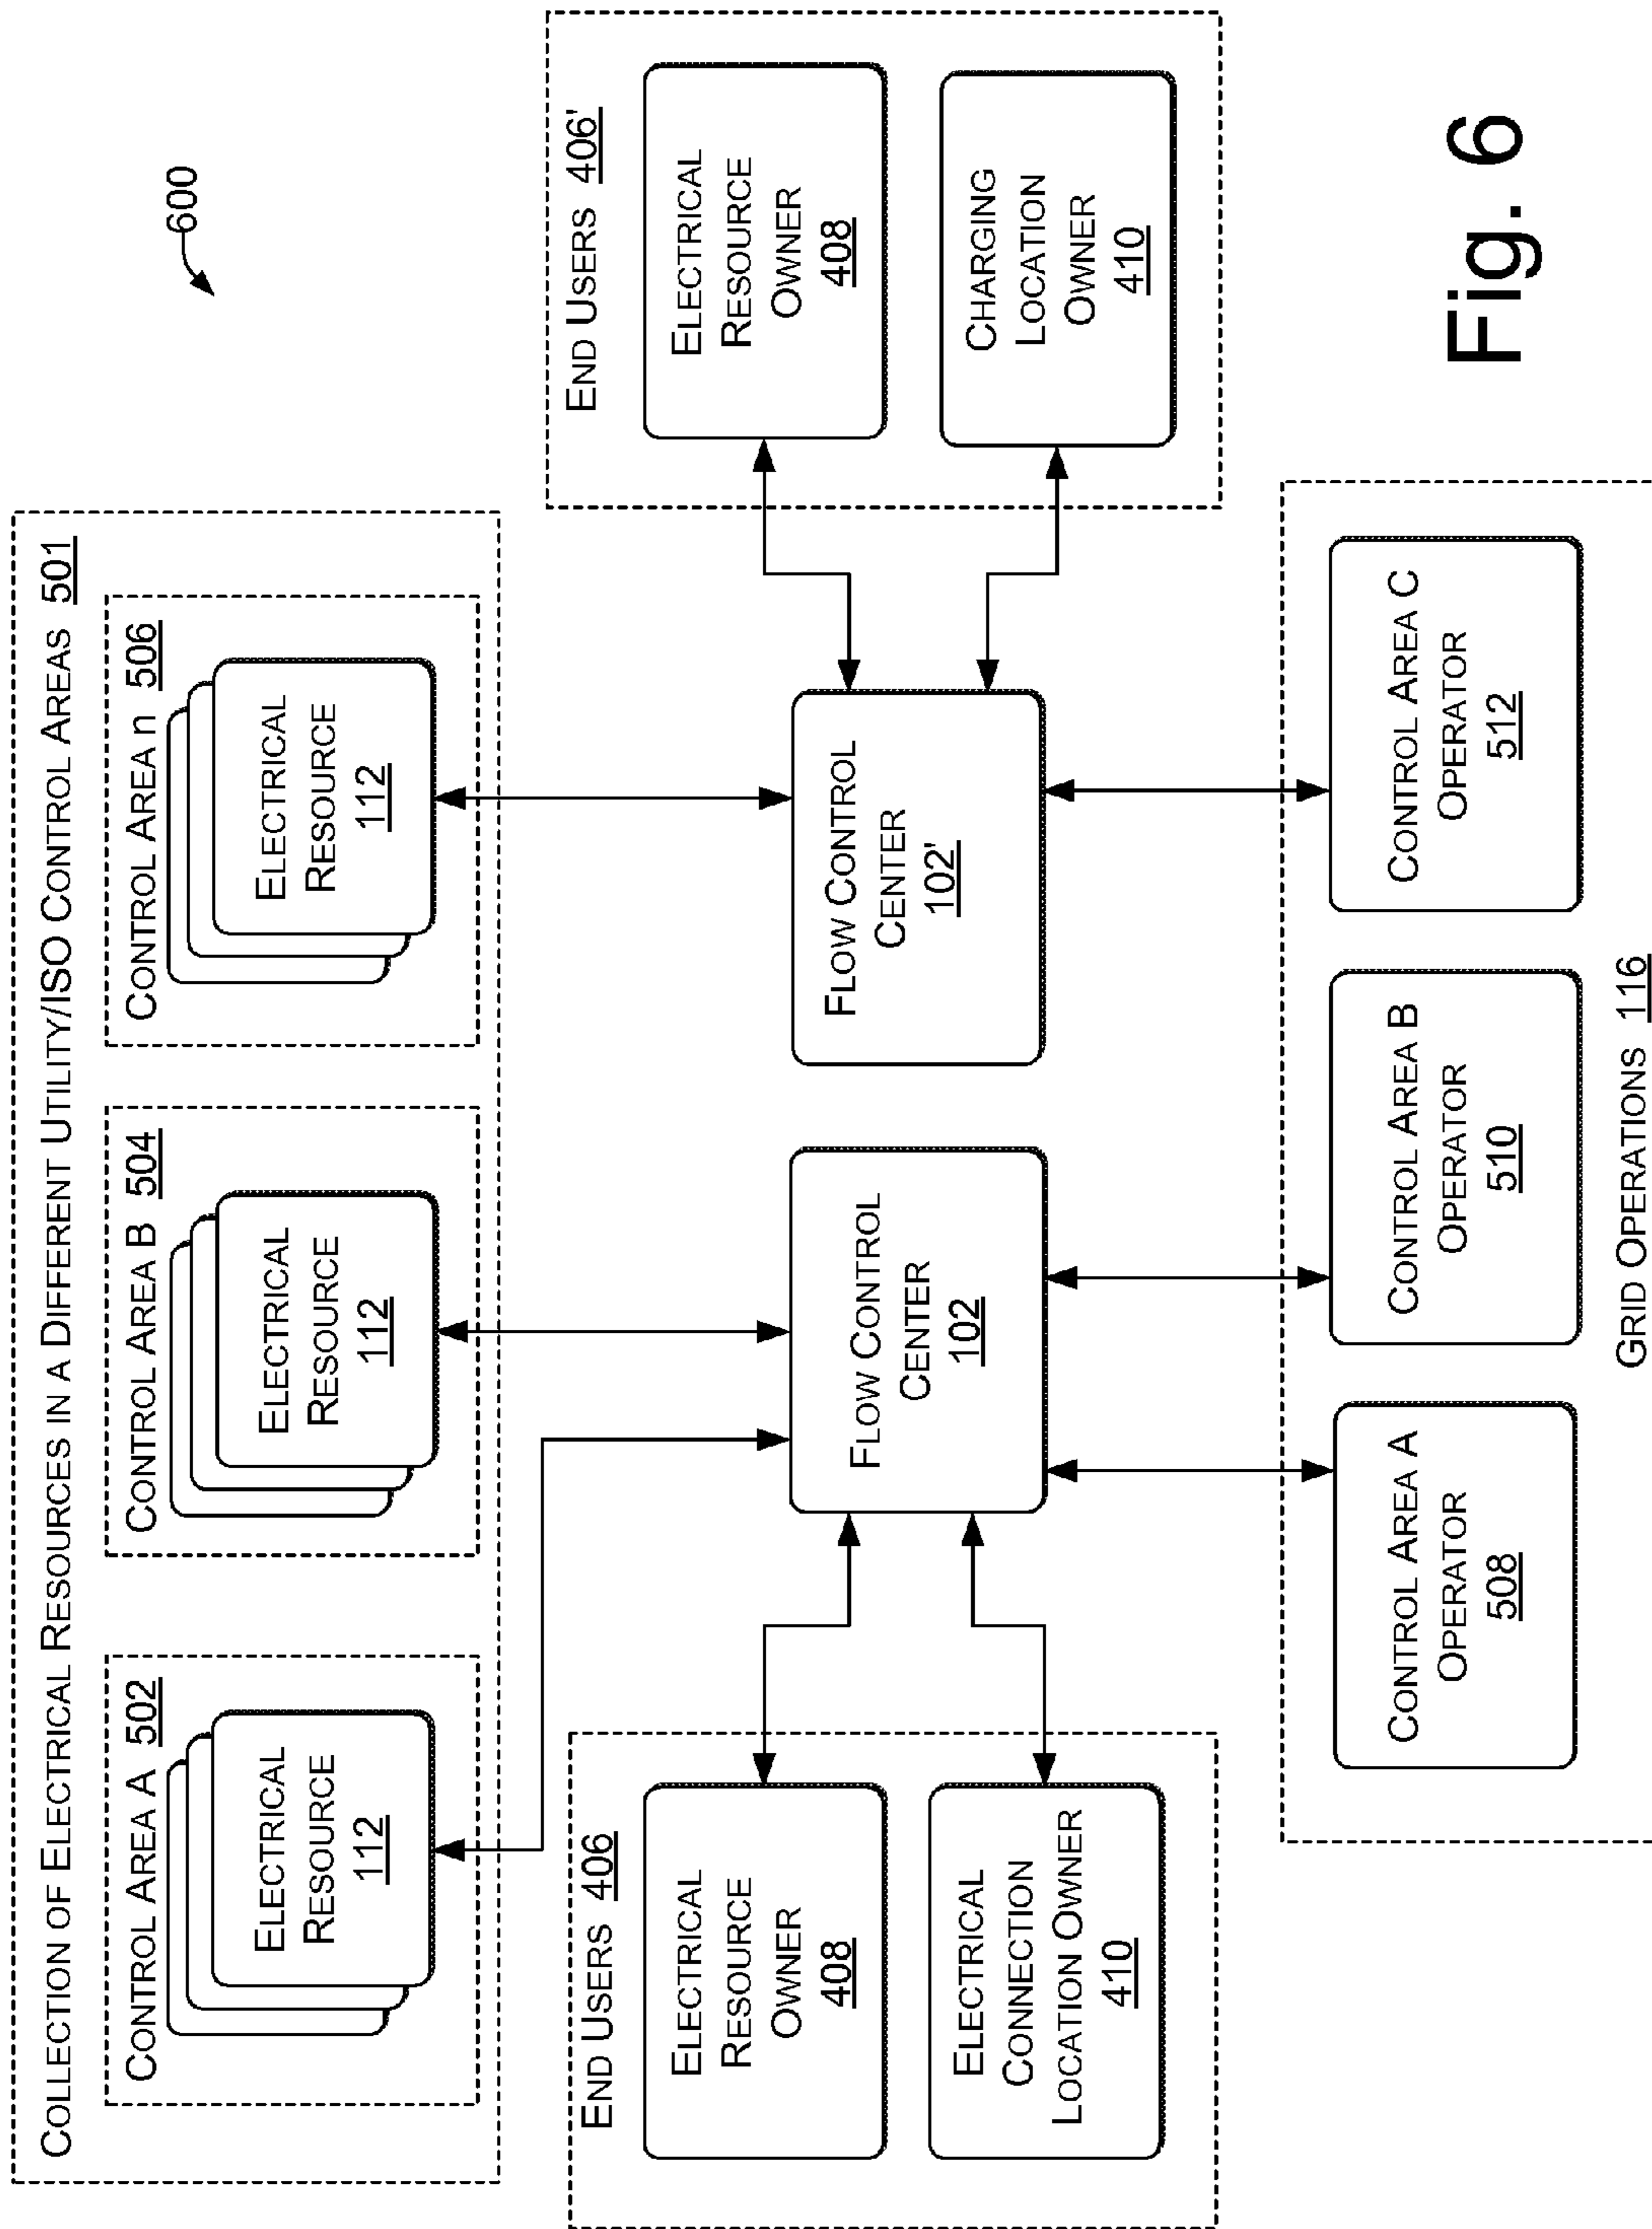 600
COLLECTION OF ELECTRICAL RESOURCES IN A DIFFERENT UTILITY/ISO CONTROL AREAS 501
CONTROL AREA A 502
ELECTRICAL
RESOURCE
112
CONTROL AREA B 504
ELECTRICAL
RESOURCE
112
CONTROL AREA n 506
ELECTRICAL
RESOURCE
112
END USERS 406
ELECTRICAL
RESOURCE
OWNER
408
ELECTRICAL
CONNECTION
LOCATION OWNER
410
FLOW CONTROL
CENTER
102
FLOW CONTROL
CENTER
102'
END USERS 406'
ELECTRICAL
RESOURCE
OWNER
408
CHARGING
LOCATION
OWNER
410
CONTROL AREA A
OPERATOR
508
CONTROL AREA B
OPERATOR
510
CONTROL AREA C
OPERATOR
512
GRID OPERATIONS 116
Fig. 6